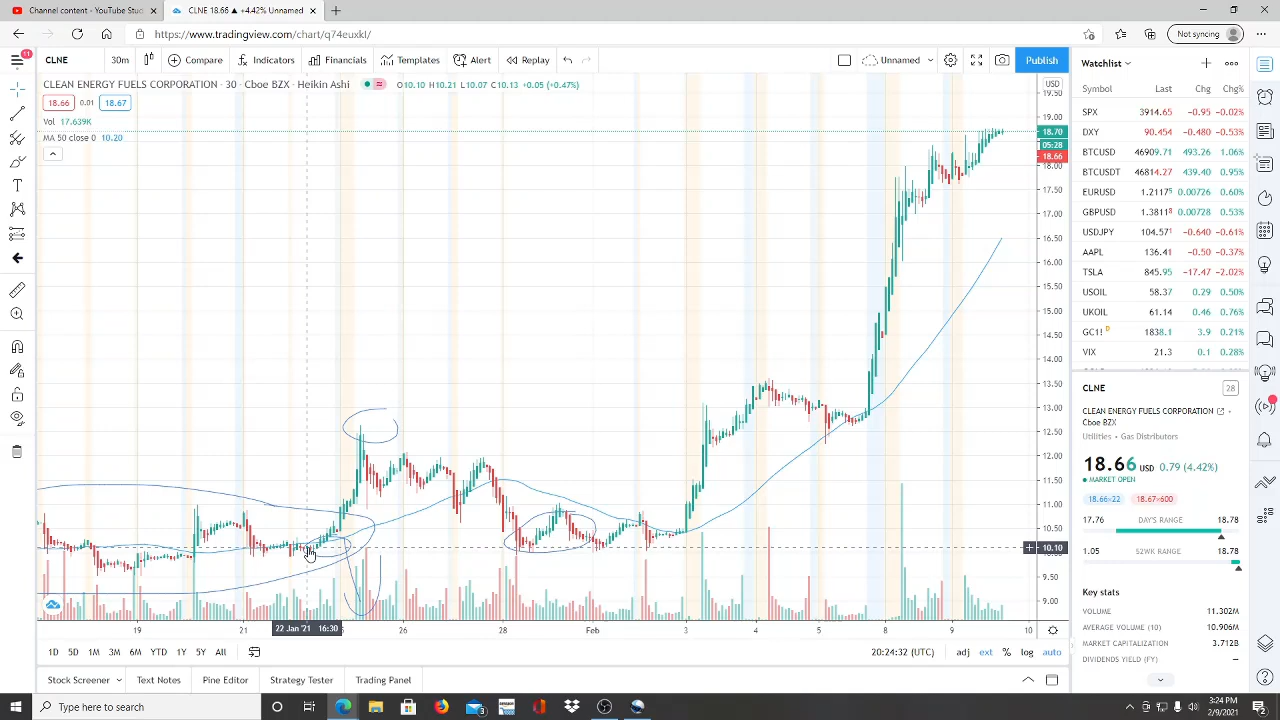 Content channel - YouTube Stud
CLNE 18.66 ▲ +4.42% Unnamed
https://www.tradingview.com/chart/q74euxkl/
Not syncing
11
CLNE 30m Compare Indicators Financials Templates Alert Replay Unnamed Publish
CLEAN ENERGY FUELS CORPORATION · 30 · Cboe BZX · Heikin Ashi O10.10 H10.21 L10.07 C10.13 +0.05 (+0.47%)
18.66 0.01 18.67
Vol 17.639K
MA 50 close 0 10.20
USD
19.50
19.00
18.70
05:28
18.66
18.00
17.50
17.00
16.50
16.00
15.50
15.00
14.50
14.00
13.50
13.00
12.50
12.00
11.50
11.00
10.50
10.10
10.00
9.50
9.00
19 21 22 Jan '21 16:30 26 28 Feb 3 4 5 8 9 10
1D 5D 1M 3M 6M YTD 1Y 5Y All 20:24:32 (UTC) adj ext % log auto
Stock Screener Text Notes Pine Editor Strategy Tester Trading Panel
Watchlist
Symbol Last Chg Chg%
SPX 3914.65 -0.95 -0.02%
DXY 90.454 -0.480 -0.53%
BTCUSD 46909.71 493.26 1.06%
BTCUSDT 46814.27 439.40 0.95%
EURUSD 1.21175 0.00726 0.60%
GBPUSD 1.38118 0.00728 0.53%
USDJPY 104.571 -0.640 -0.61%
AAPL 136.41 -0.50 -0.37%
TSLA 845.95 -17.47 -2.02%
USOIL 58.37 0.29 0.50%
UKOIL 61.14 0.46 0.76%
GC1! D 1838.1 3.9 0.21%
VIX 21.3 0.1 0.28%
CLNE 28
CLEAN ENERGY FUELS CORPORATION
Cboe BZX
Utilities · Gas Distributors
18.66 USD 0.79 (4.42%)
MARKET OPEN
18.66×22 18.67×600
17.76 DAY'S RANGE 18.78
1.05 52WK RANGE 18.78
Key stats
VOLUME 11.302M
AVERAGE VOLUME (10) 10.906M
MARKET CAPITALIZATION 3.712B
DIVIDENDS YIELD (FY) —
Type here to search
3:24 PM
2/9/2021